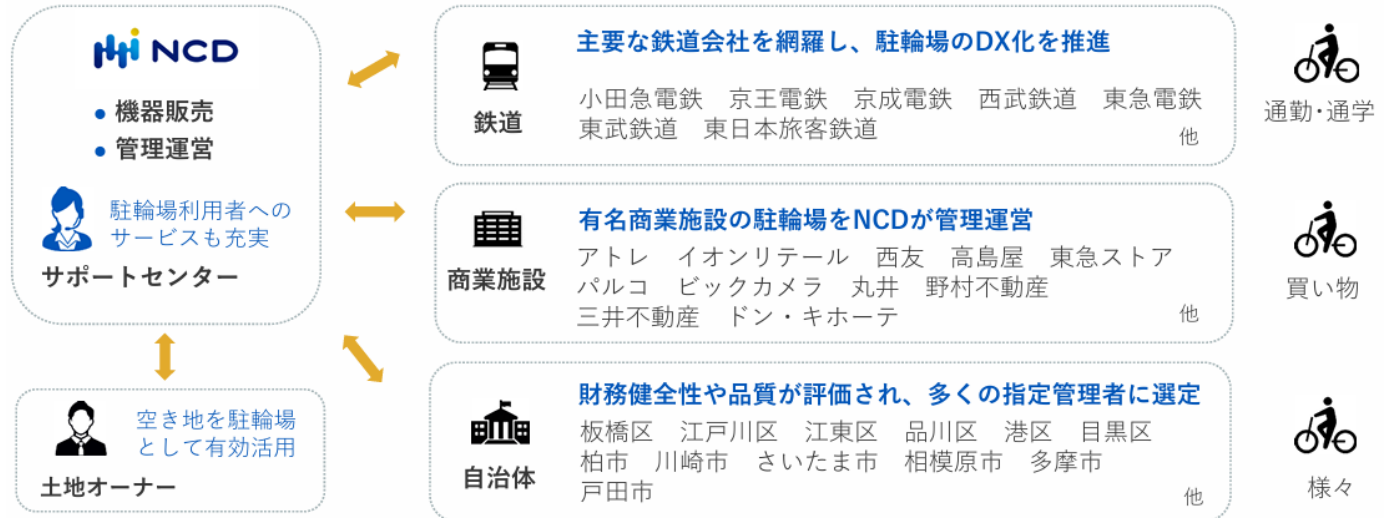 NCD
● 機器販売
● 管理運営
駐輪場利用者への
サービスも充実
サポートセンター
空き地を駐輪場
として有効活用
土地オーナー
鉄道
主要な鉄道会社を網羅し、駐輪場のDX化を推進
小田急電鉄　京王電鉄　京成電鉄　西武鉄道　東急電鉄
東武鉄道　東日本旅客鉄道
他
通勤・通学
商業施設
有名商業施設の駐輪場をNCDが管理運営
アトレ　イオンリテール　西友　高島屋　東急ストア
パルコ　ビックカメラ　丸井　野村不動産
三井不動産　ドン・キホーテ
他
買い物
自治体
財務健全性や品質が評価され、多くの指定管理者に選定
板橋区　江戸川区　江東区　品川区　港区　目黒区
柏市　川崎市　さいたま市　相模原市　多摩市
戸田市
他
様々